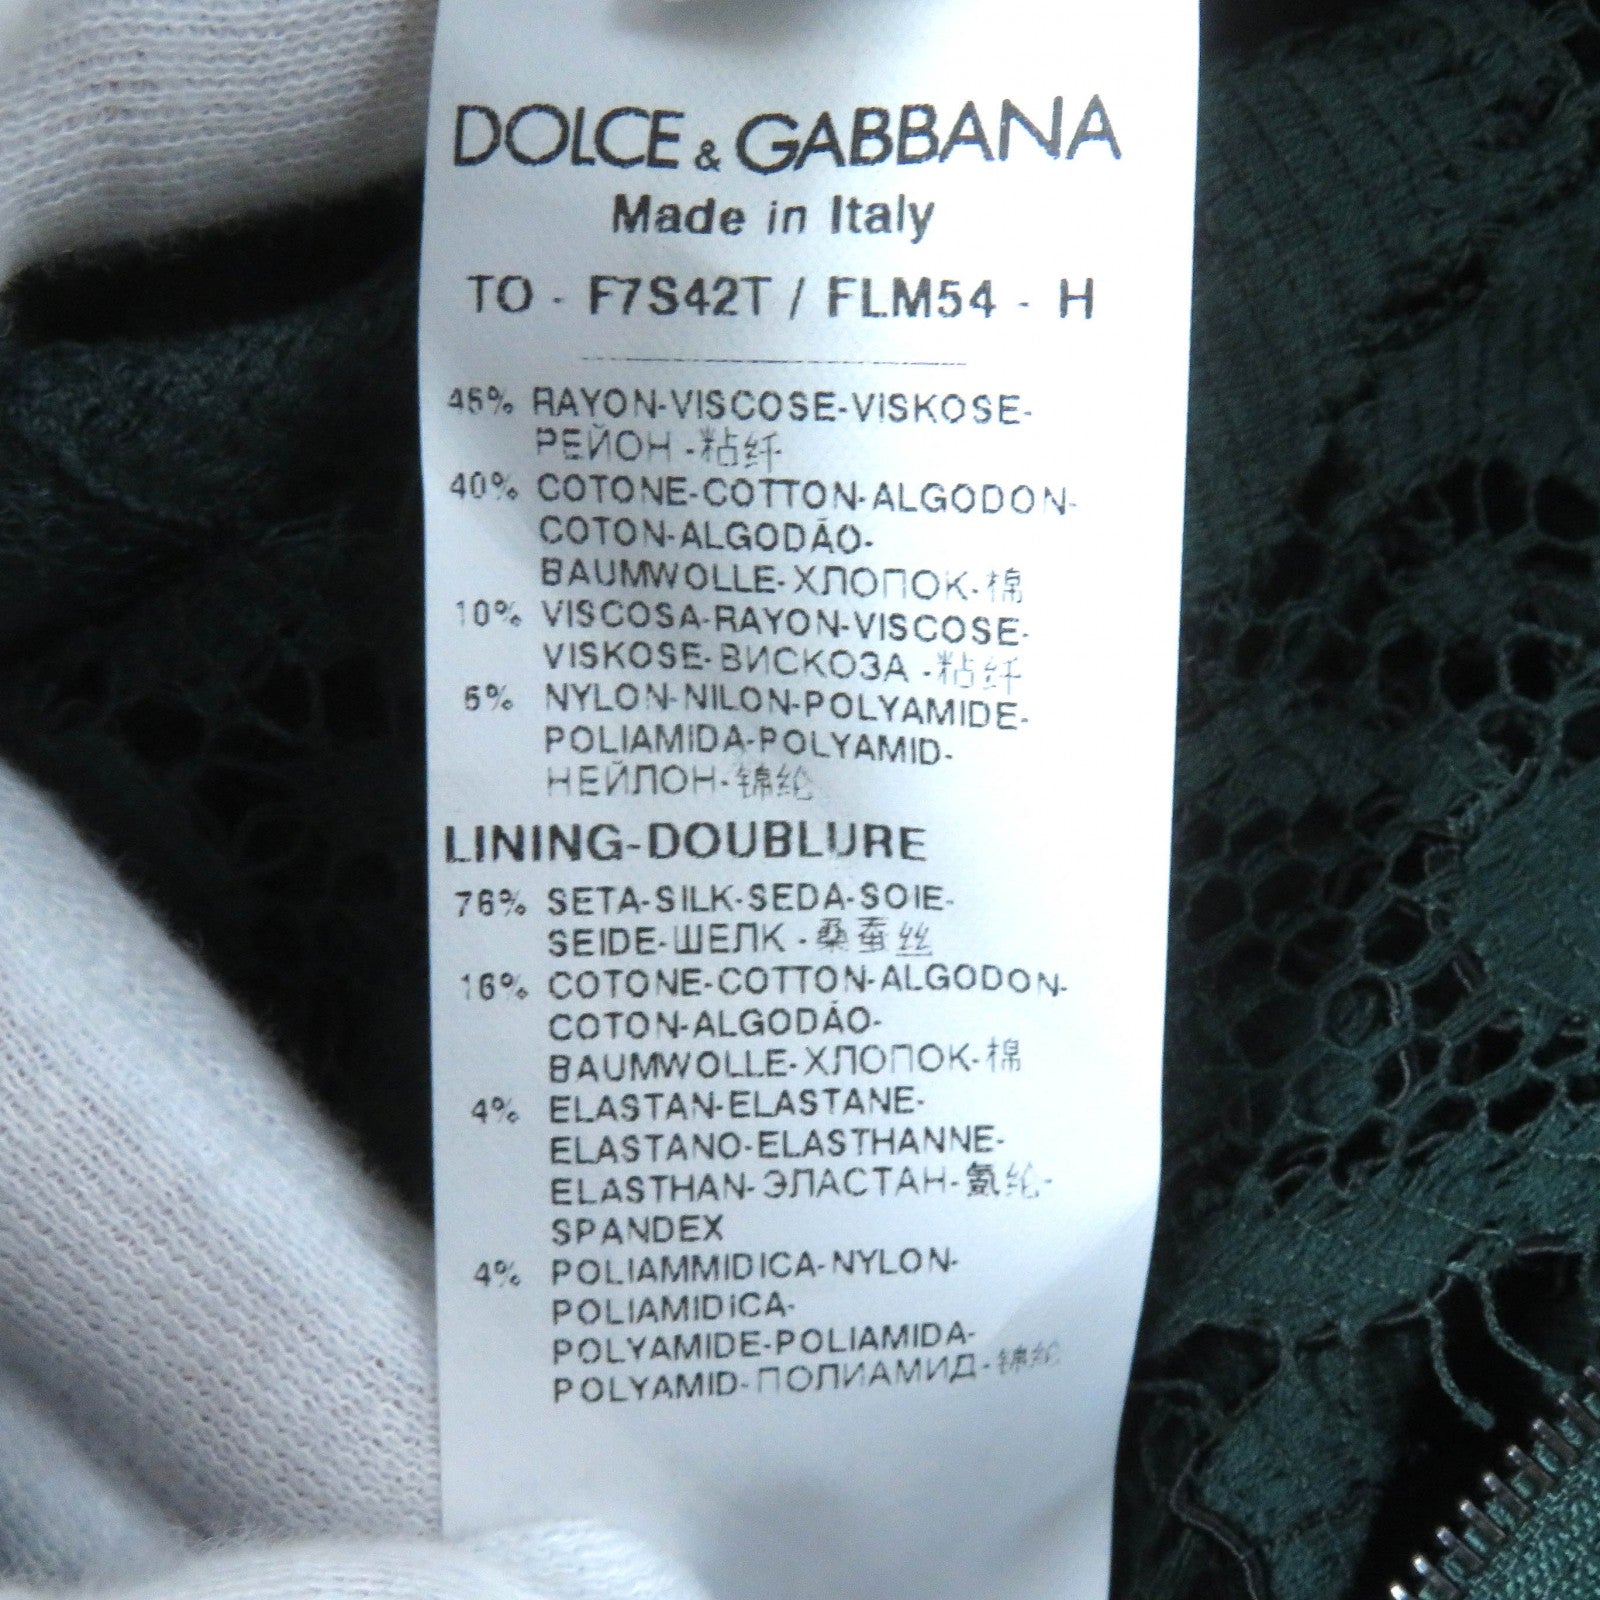 DOLCE & GABBANA
Made in Italy
TO - F7S42T / FLM54 - H
45% RAYON-VISCOSE-VISKOSE-
РЕЙОН-粘纤
40% COTONE-COTTON-ALGODON-
COTON-ALGODÃO-
BAUMWOLLE-ХЛОПОК-棉
10% VISCOSA-RAYON-VISCOSE-
VISKOSE-ВИСКОЗА-粘纤
5% NYLON-NILON-POLYAMIDE-
POLIAMIDA-POLYAMID-
НЕЙЛОН-锦纶
LINING-DOUBLURE
76% SETA-SILK-SEDA-SOIE-
SEIDE-ШЕЛК-桑蚕丝
16% COTONE-COTTON-ALGODON-
COTON-ALGODÃO-
BAUMWOLLE-ХЛОПОК-棉
4% ELASTAN-ELASTANE-
ELASTANO-ELASTHANNE-
ELASTHAN-ЭЛАСТАН-氨纶-
SPANDEX
4% POLIAMMIDICA-NYLON-
POLIAMIDICA-
POLYAMIDE-POLIAMIDA-
POLYAMID-ПОЛИАМИД-锦纶